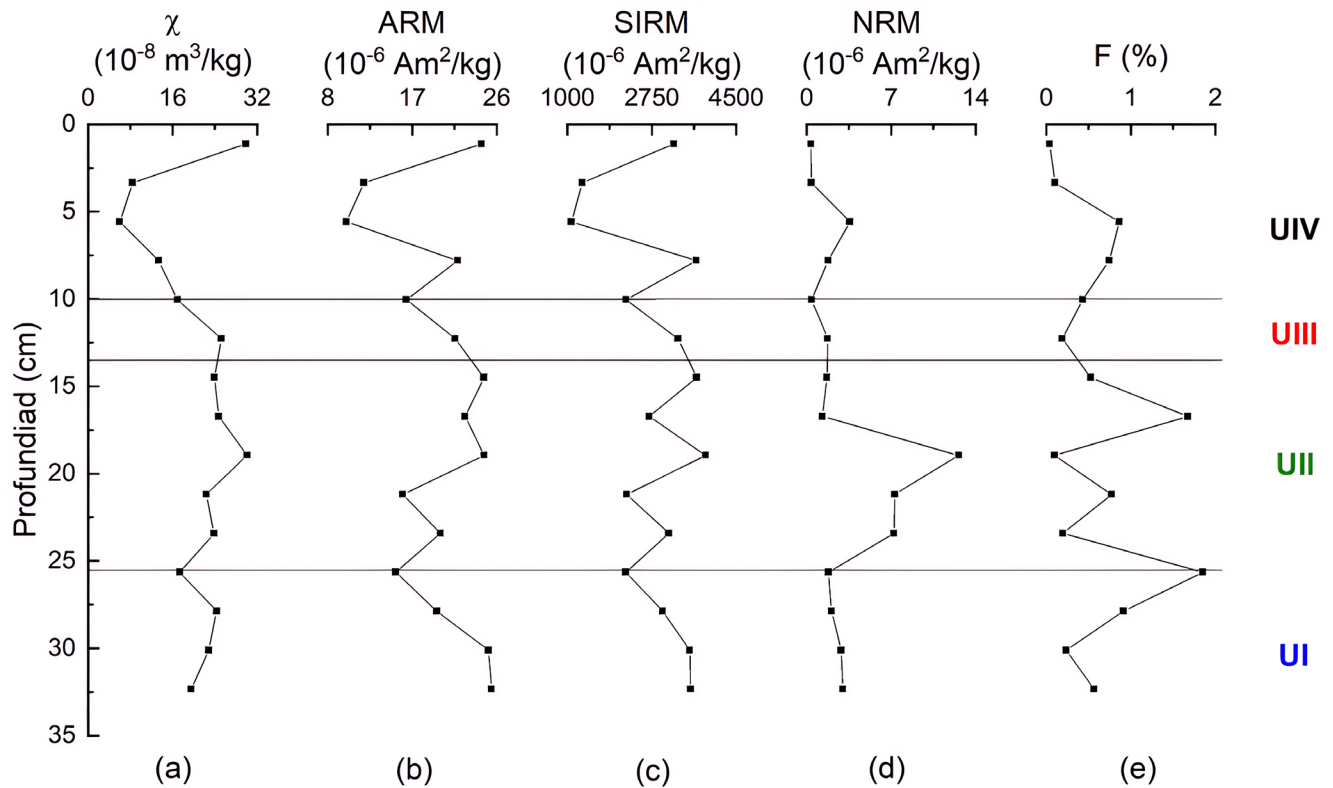 χ ARM SIRM NRM
(10⁻⁸ m³/kg) (10⁻⁶ Am²/kg) (10⁻⁶ Am²/kg) (10⁻⁶ Am²/kg) F (%)
0 16 32 8 17 26 1000 2750 4500 0 7 14 0 1 2
0
5
10
15
20
25
30
35
Profundiad (cm)
UIV
UIII
UII
UI
(a) (b) (c) (d) (e)